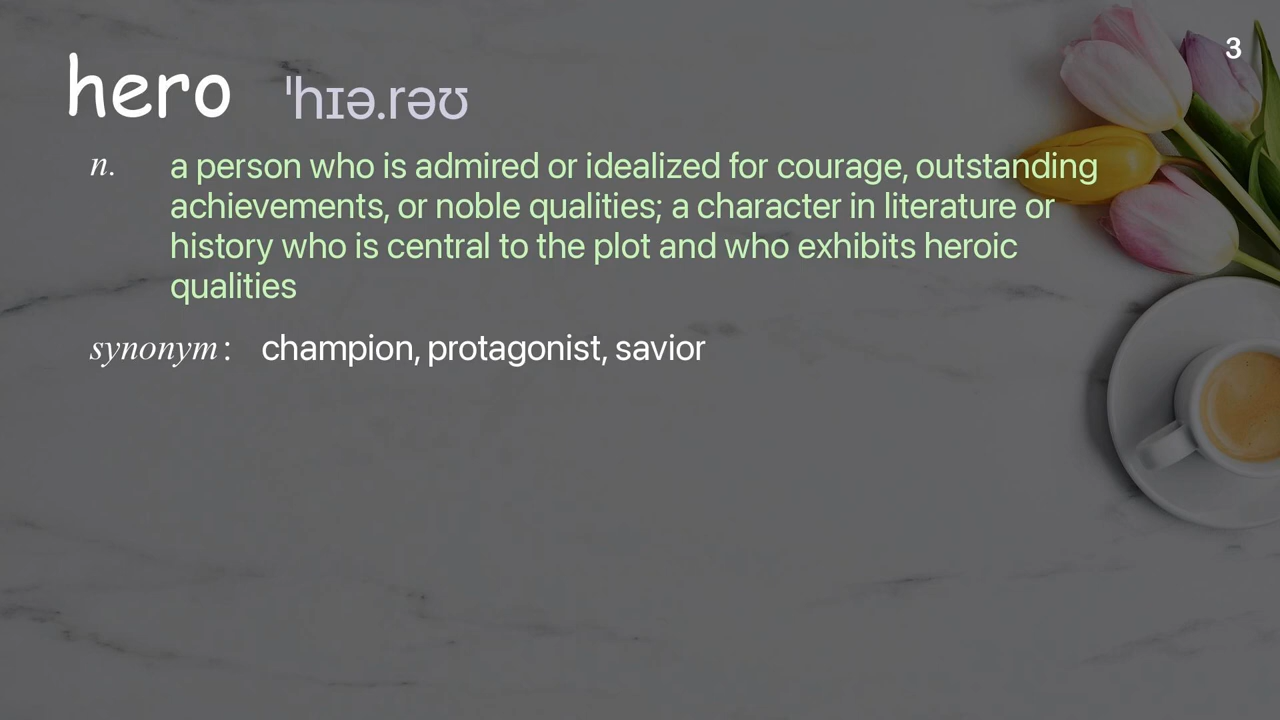 3
hero ˈhɪə.rəʊ
n. a person who is admired or idealized for courage, outstanding
achievements, or noble qualities; a character in literature or
history who is central to the plot and who exhibits heroic
qualities
synonym: champion, protagonist, savior